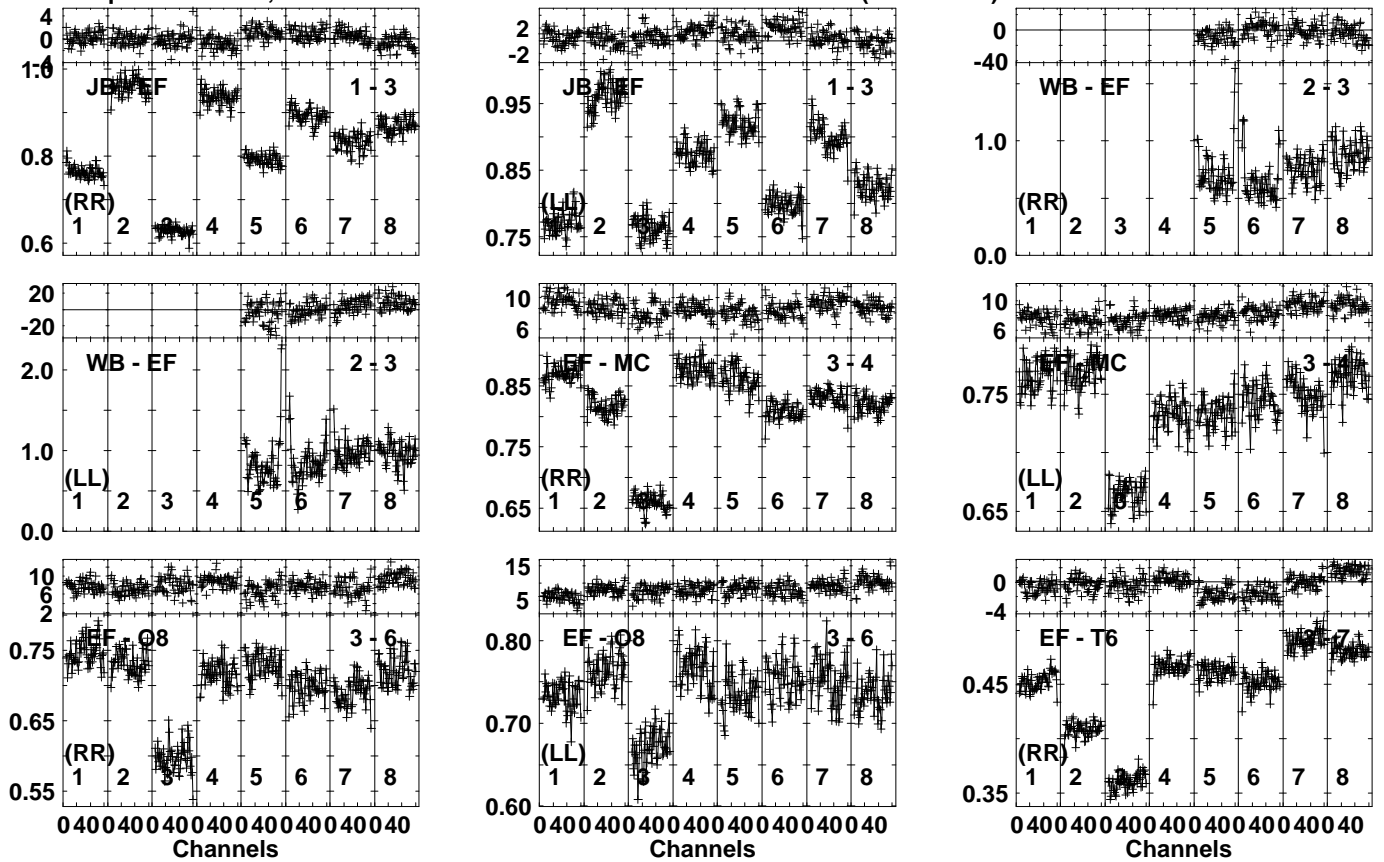 4
0
-4
1.0
0.8
0.6
JB - EF 1 - 3
(RR)
1 2 3 4 5 6 7 8
2
-2
0.95
0.85
0.75
JB - EF 1 - 3
(LL)
1 2 3 4 5 6 7 8
0
-40
1.0
0.0
WB - EF 2 - 3
(RR)
1 2 3 4 5 6 7 8
20
-20
2.0
1.0
0.0
WB - EF 2 - 3
(LL)
1 2 3 4 5 6 7 8
10
6
0.85
0.75
0.65
EF - MC 3 - 4
(RR)
1 2 3 4 5 6 7 8
10
6
0.75
0.65
EF - MC 3 - 4
(LL)
1 2 3 4 5 6 7 8
10
6
2
0.75
0.65
0.55
EF - O8 3 - 6
(RR)
1 2 3 4 5 6 7 8
0 40 0 40 0 40 0 40 0 40 0 40 0 40 0 40
Channels
15
5
0.80
0.70
0.60
EF - O8 3 - 6
(LL)
1 2 3 4 5 6 7 8
0 40 0 40 0 40 0 40 0 40 0 40 0 40 0 40
Channels
0
-4
0.45
0.35
EF - T6 3 - 7
(RR)
1 2 3 4 5 6 7 8
0 40 0 40 0 40 0 40 0 40 0 40 0 40 0 40
Channels